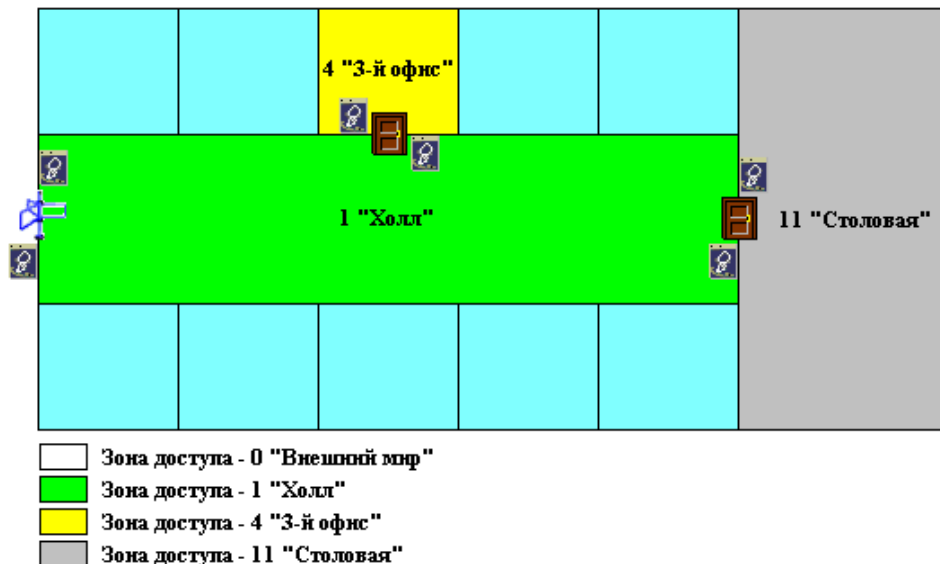 4 "3-й офис"
1 "Холл"
11 "Столовая"
Зона доступа - 0 "Внешний мир"
Зона доступа - 1 "Холл"
Зона доступа - 4 "3-й офис"
Зона доступа - 11 "Столовая"